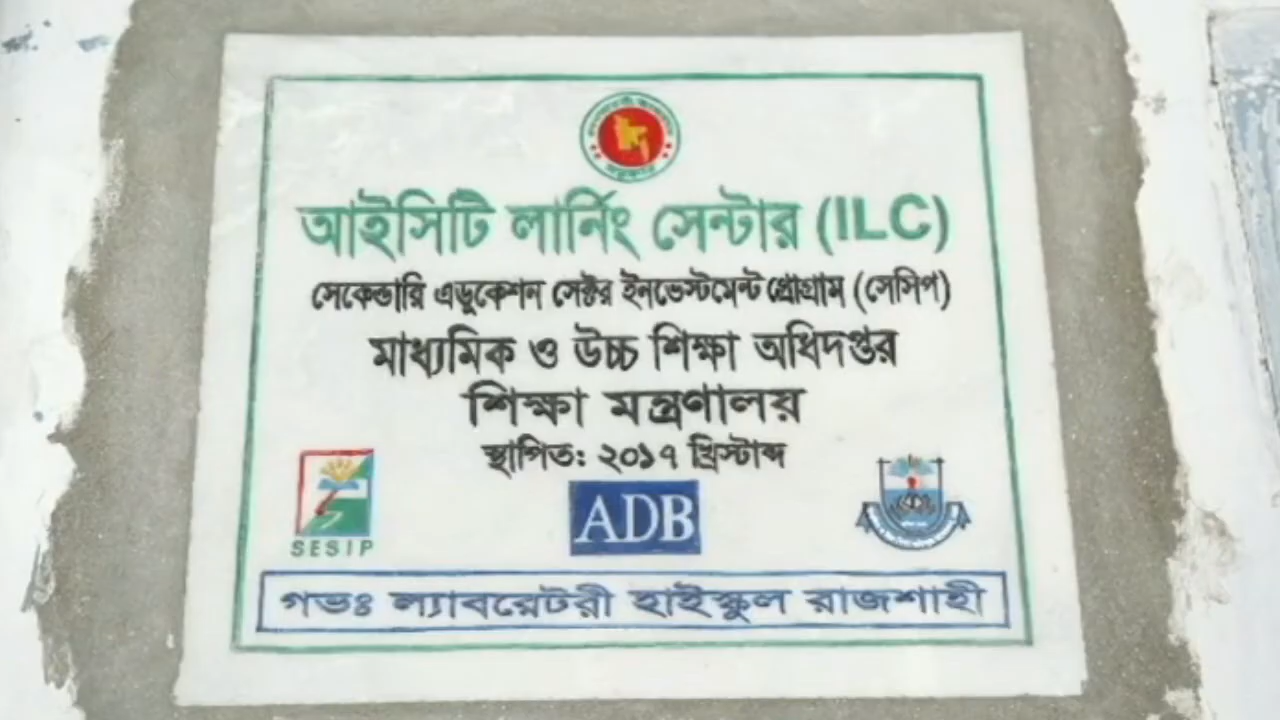 আইসিটি লার্নিং সেন্টার (ILC)
সেকেন্ডারি এডুকেশন সেক্টর ইনভেস্টমেন্ট প্রোগ্রাম (সেসিপ)
মাধ্যমিক ও উচ্চ শিক্ষা অধিদপ্তর
শিক্ষা মন্ত্রণালয়
স্থাপিত: ২০১৭ খ্রিস্টাব্দ
SESIP
ADB
গভঃ ল্যাবরেটরী হাইস্কুল রাজশাহী